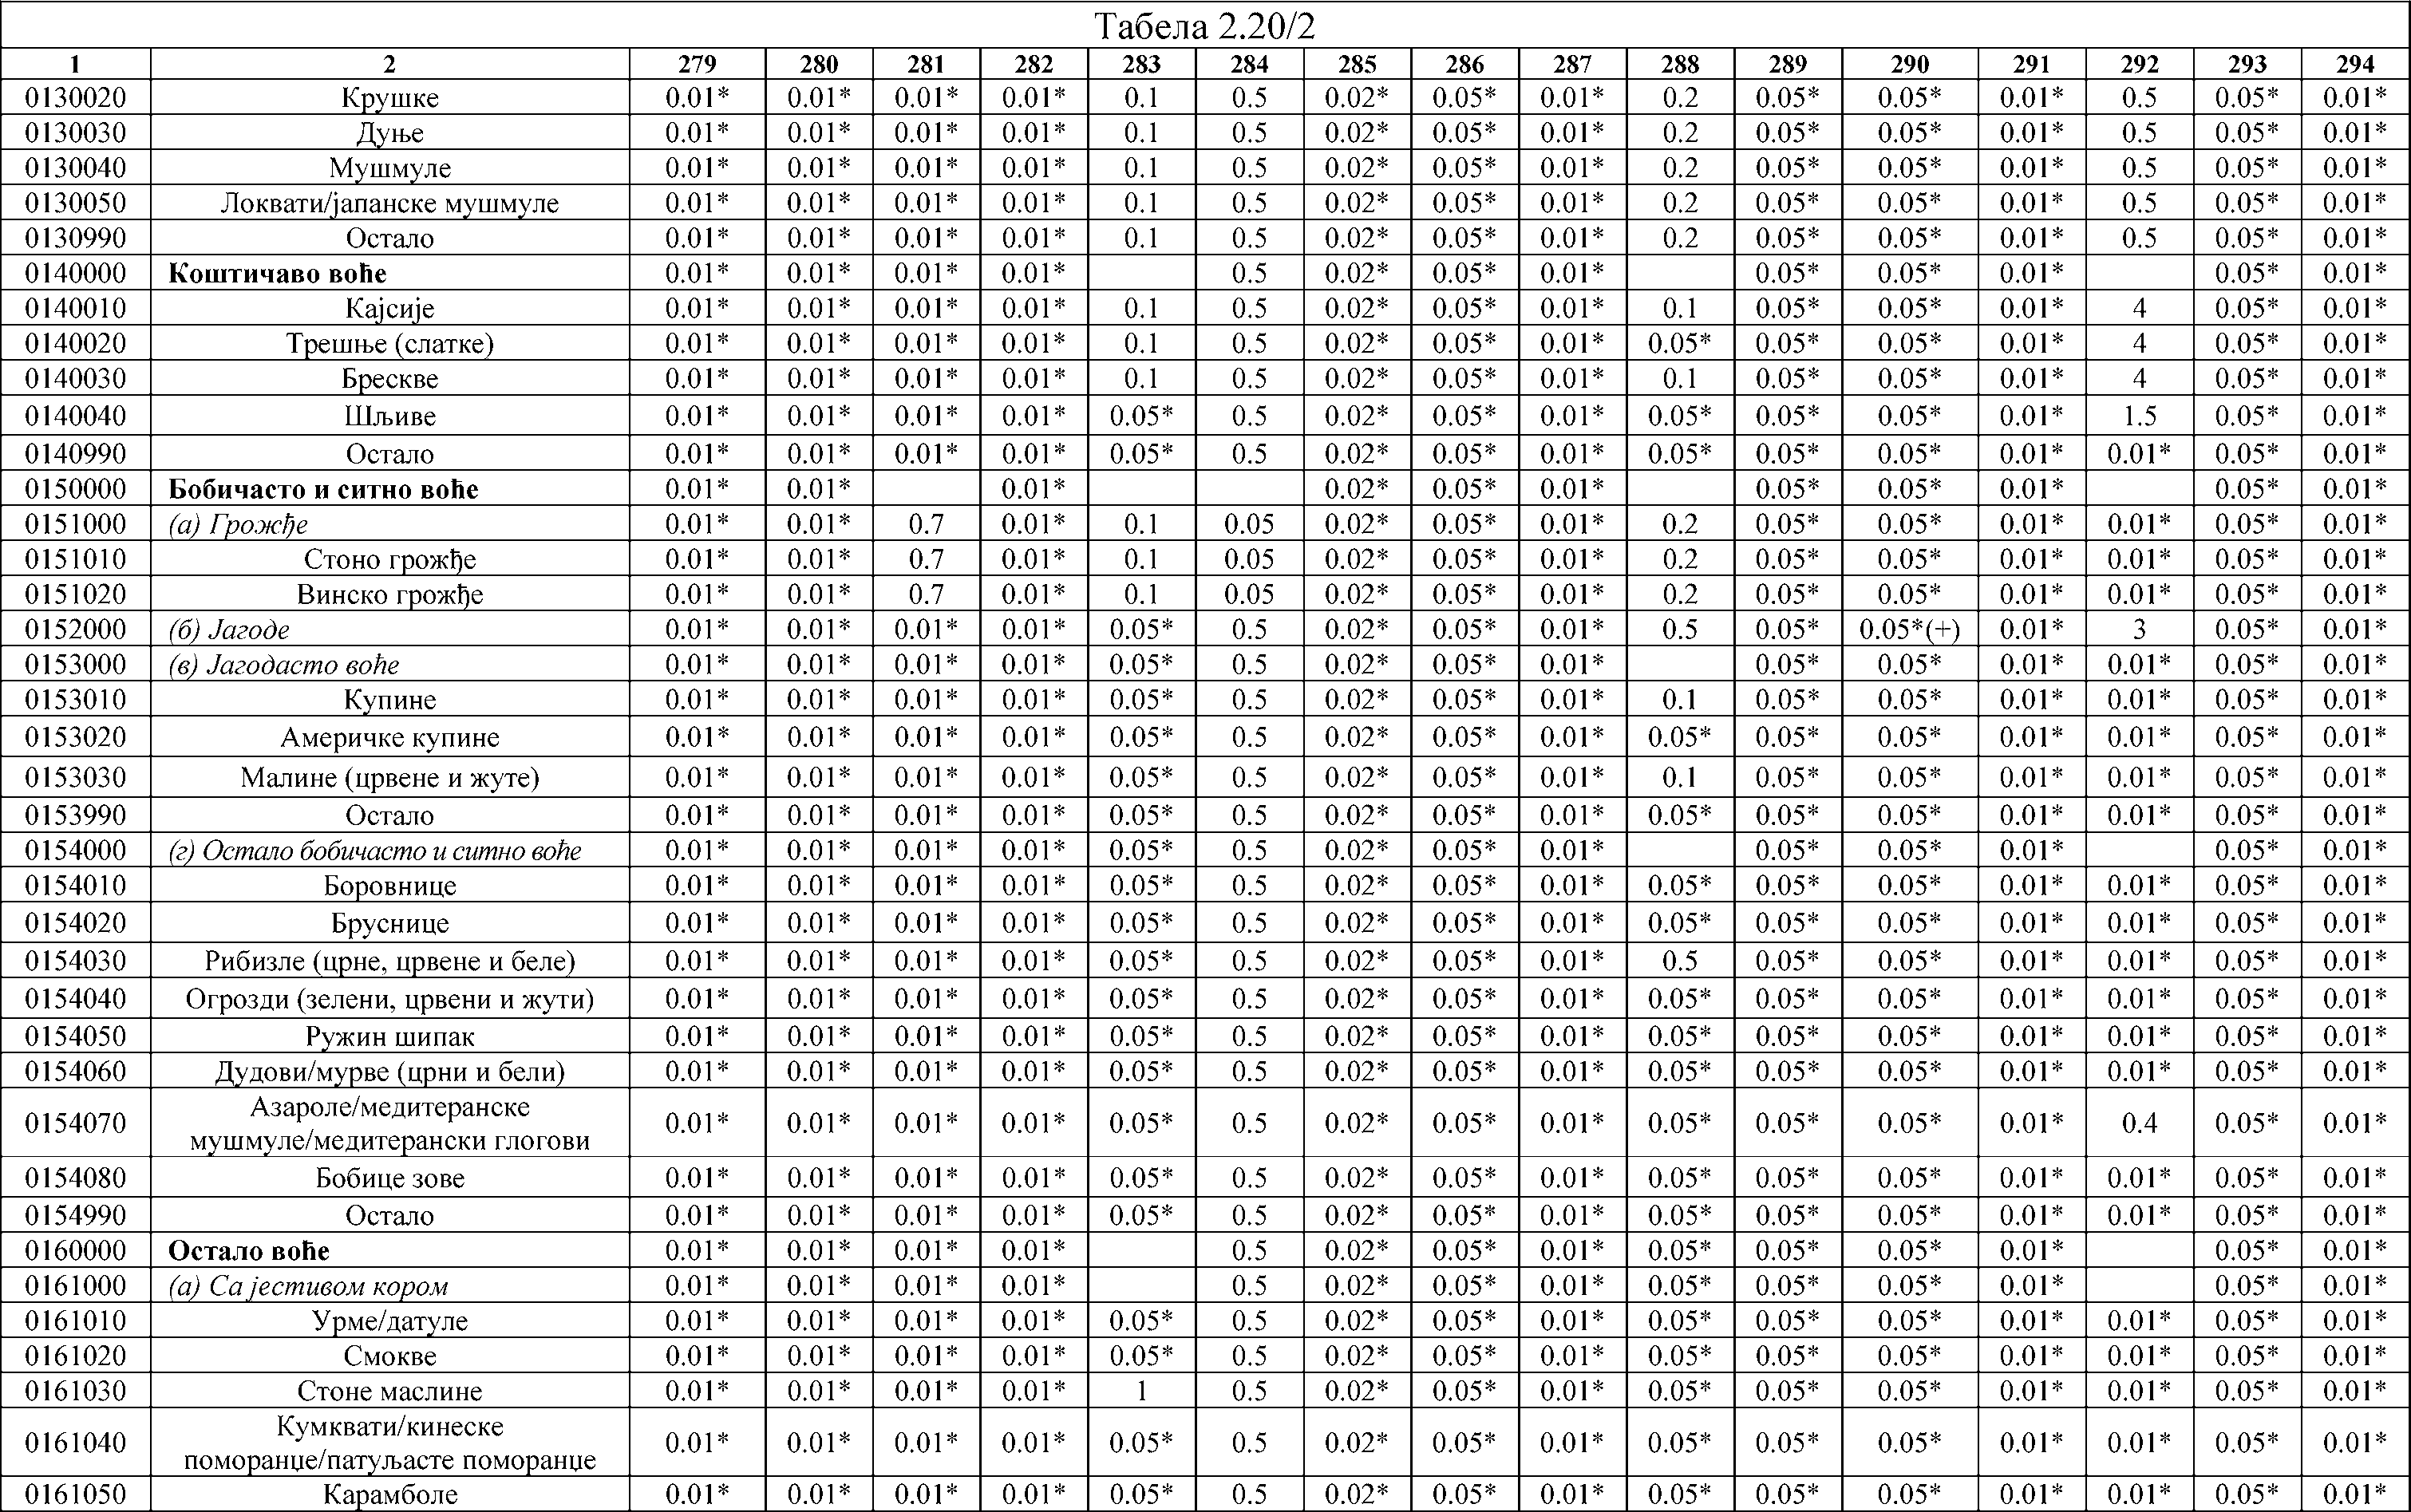 Табела 2.20/2
1 2 279 280 281 282 283 284 285 286 287 288 289 290 291 292 293 294
0130020 Крушке 0.01* 0.01* 0.01* 0.01* 0.1 0.5 0.02* 0.05* 0.01* 0.2 0.05* 0.05* 0.01* 0.5 0.05* 0.01*
0130030 Дуње 0.01* 0.01* 0.01* 0.01* 0.1 0.5 0.02* 0.05* 0.01* 0.2 0.05* 0.05* 0.01* 0.5 0.05* 0.01*
0130040 Мушмуле 0.01* 0.01* 0.01* 0.01* 0.1 0.5 0.02* 0.05* 0.01* 0.2 0.05* 0.05* 0.01* 0.5 0.05* 0.01*
0130050 Локвати/јапанске мушмуле 0.01* 0.01* 0.01* 0.01* 0.1 0.5 0.02* 0.05* 0.01* 0.2 0.05* 0.05* 0.01* 0.5 0.05* 0.01*
0130990 Остало 0.01* 0.01* 0.01* 0.01* 0.1 0.5 0.02* 0.05* 0.01* 0.2 0.05* 0.05* 0.01* 0.5 0.05* 0.01*
0140000 Коштичаво воће 0.01* 0.01* 0.01* 0.01* 0.5 0.02* 0.05* 0.01* 0.05* 0.05* 0.01* 0.05* 0.01*
0140010 Кајсије 0.01* 0.01* 0.01* 0.01* 0.1 0.5 0.02* 0.05* 0.01* 0.1 0.05* 0.05* 0.01* 4 0.05* 0.01*
0140020 Трешње (слатке) 0.01* 0.01* 0.01* 0.01* 0.1 0.5 0.02* 0.05* 0.01* 0.05* 0.05* 0.05* 0.01* 4 0.05* 0.01*
0140030 Брескве 0.01* 0.01* 0.01* 0.01* 0.1 0.5 0.02* 0.05* 0.01* 0.1 0.05* 0.05* 0.01* 4 0.05* 0.01*
0140040 Шљиве 0.01* 0.01* 0.01* 0.01* 0.05* 0.5 0.02* 0.05* 0.01* 0.05* 0.05* 0.05* 0.01* 1.5 0.05* 0.01*
0140990 Остало 0.01* 0.01* 0.01* 0.01* 0.05* 0.5 0.02* 0.05* 0.01* 0.05* 0.05* 0.05* 0.01* 0.01* 0.05* 0.01*
0150000 Бобичасто и ситно воће 0.01* 0.01* 0.01* 0.02* 0.05* 0.01* 0.05* 0.05* 0.01* 0.05* 0.01*
0151000 (а) Грожђе 0.01* 0.01* 0.7 0.01* 0.1 0.05 0.02* 0.05* 0.01* 0.2 0.05* 0.05* 0.01* 0.01* 0.05* 0.01*
0151010 Стоно грожђе 0.01* 0.01* 0.7 0.01* 0.1 0.05 0.02* 0.05* 0.01* 0.2 0.05* 0.05* 0.01* 0.01* 0.05* 0.01*
0151020 Винско грожђе 0.01* 0.01* 0.7 0.01* 0.1 0.05 0.02* 0.05* 0.01* 0.2 0.05* 0.05* 0.01* 0.01* 0.05* 0.01*
0152000 (б) Јагоде 0.01* 0.01* 0.01* 0.01* 0.05* 0.5 0.02* 0.05* 0.01* 0.5 0.05* 0.05*(+) 0.01* 3 0.05* 0.01*
0153000 (в) Јагодасто воће 0.01* 0.01* 0.01* 0.01* 0.05* 0.5 0.02* 0.05* 0.01* 0.05* 0.05* 0.01* 0.01* 0.05* 0.01*
0153010 Купине 0.01* 0.01* 0.01* 0.01* 0.05* 0.5 0.02* 0.05* 0.01* 0.1 0.05* 0.05* 0.01* 0.01* 0.05* 0.01*
0153020 Америчке купине 0.01* 0.01* 0.01* 0.01* 0.05* 0.5 0.02* 0.05* 0.01* 0.05* 0.05* 0.05* 0.01* 0.01* 0.05* 0.01*
0153030 Малине (црвене и жуте) 0.01* 0.01* 0.01* 0.01* 0.05* 0.5 0.02* 0.05* 0.01* 0.1 0.05* 0.05* 0.01* 0.01* 0.05* 0.01*
0153990 Остало 0.01* 0.01* 0.01* 0.01* 0.05* 0.5 0.02* 0.05* 0.01* 0.05* 0.05* 0.05* 0.01* 0.01* 0.05* 0.01*
0154000 (г) Остало бобичасто и ситно воће 0.01* 0.01* 0.01* 0.01* 0.05* 0.5 0.02* 0.05* 0.01* 0.05* 0.05* 0.01* 0.05* 0.01*
0154010 Боровнице 0.01* 0.01* 0.01* 0.01* 0.05* 0.5 0.02* 0.05* 0.01* 0.05* 0.05* 0.05* 0.01* 0.01* 0.05* 0.01*
0154020 Бруснице 0.01* 0.01* 0.01* 0.01* 0.05* 0.5 0.02* 0.05* 0.01* 0.05* 0.05* 0.05* 0.01* 0.01* 0.05* 0.01*
0154030 Рибизле (црне, црвене и беле) 0.01* 0.01* 0.01* 0.01* 0.05* 0.5 0.02* 0.05* 0.01* 0.5 0.05* 0.05* 0.01* 0.01* 0.05* 0.01*
0154040 Огрозди (зелени, црвени и жути) 0.01* 0.01* 0.01* 0.01* 0.05* 0.5 0.02* 0.05* 0.01* 0.05* 0.05* 0.05* 0.01* 0.01* 0.05* 0.01*
0154050 Ружин шипак 0.01* 0.01* 0.01* 0.01* 0.05* 0.5 0.02* 0.05* 0.01* 0.05* 0.05* 0.05* 0.01* 0.01* 0.05* 0.01*
0154060 Дудови/мурве (црни и бели) 0.01* 0.01* 0.01* 0.01* 0.05* 0.5 0.02* 0.05* 0.01* 0.05* 0.05* 0.05* 0.01* 0.01* 0.05* 0.01*
Азароле/медитеранске
0154070 мушмуле/медитерански глогови 0.01* 0.01* 0.01* 0.01* 0.05* 0.5 0.02* 0.05* 0.01* 0.05* 0.05* 0.05* 0.01* 0.4 0.05* 0.01*
0154080 Бобице зове 0.01* 0.01* 0.01* 0.01* 0.05* 0.5 0.02* 0.05* 0.01* 0.05* 0.05* 0.05* 0.01* 0.01* 0.05* 0.01*
0154990 Остало 0.01* 0.01* 0.01* 0.01* 0.05* 0.5 0.02* 0.05* 0.01* 0.05* 0.05* 0.05* 0.01* 0.01* 0.05* 0.01*
0160000 Остало воће 0.01* 0.01* 0.01* 0.01* 0.5 0.02* 0.05* 0.01* 0.05* 0.05* 0.05* 0.01* 0.05* 0.01*
0161000 (а) Са јестивом кором 0.01* 0.01* 0.01* 0.01* 0.5 0.02* 0.05* 0.01* 0.05* 0.05* 0.05* 0.01* 0.05* 0.01*
0161010 Урме/датуле 0.01* 0.01* 0.01* 0.01* 0.05* 0.5 0.02* 0.05* 0.01* 0.05* 0.05* 0.05* 0.01* 0.01* 0.05* 0.01*
0161020 Смокве 0.01* 0.01* 0.01* 0.01* 0.05* 0.5 0.02* 0.05* 0.01* 0.05* 0.05* 0.05* 0.01* 0.01* 0.05* 0.01*
0161030 Стоне маслине 0.01* 0.01* 0.01* 0.01* 1 0.5 0.02* 0.05* 0.01* 0.05* 0.05* 0.05* 0.01* 0.01* 0.05* 0.01*
Кумквати/кинеске
0161040 поморанџе/патуљасте поморанџе 0.01* 0.01* 0.01* 0.01* 0.05* 0.5 0.02* 0.05* 0.01* 0.05* 0.05* 0.05* 0.01* 0.01* 0.05* 0.01*
0161050 Карамболе 0.01* 0.01* 0.01* 0.01* 0.05* 0.5 0.02* 0.05* 0.01* 0.05* 0.05* 0.05* 0.01* 0.01* 0.05* 0.01*